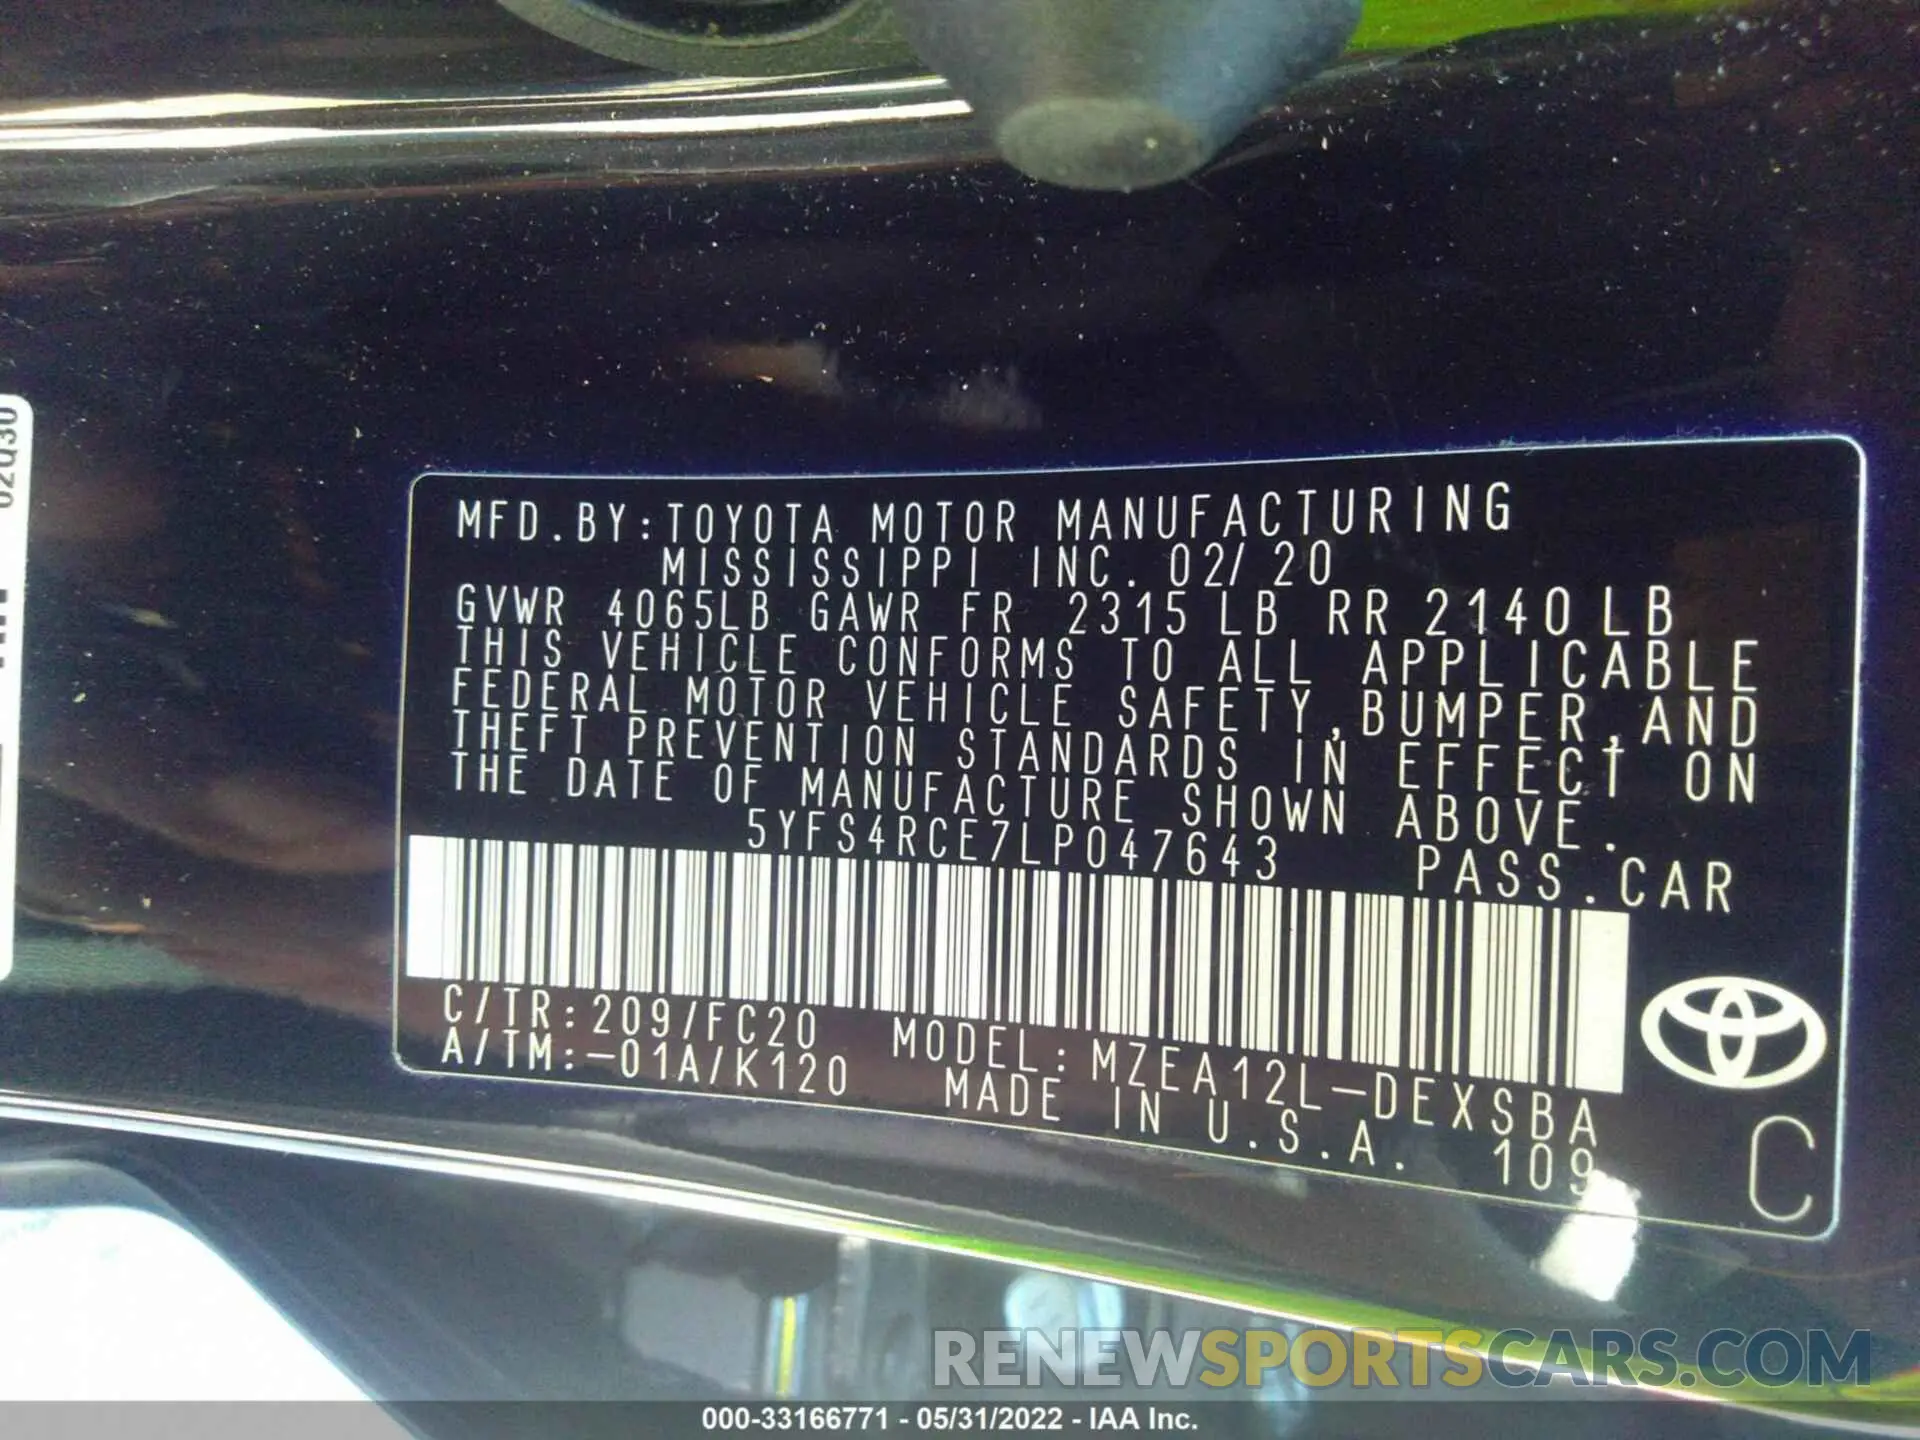 02Q30
MFD.BY:TOYOTA MOTOR MANUFACTURING
MISSISSIPPI INC. 02/20
GVWR 4065LB GAWR FR 2315LB RR 2140LB
THIS VEHICLE CONFORMS TO ALL APPLICABLE
FEDERAL MOTOR VEHICLE SAFETY,BUMPER,AND
THEFT PREVENTION STANDARDS IN EFFECT ON
THE DATE OF MANUFACTURE SHOWN ABOVE.
5YFS4RCE7LP047643 PASS.CAR
C/TR:209/FC20 MODEL:MZEA12L-DEXSBA
A/TM:-01A/K120 MADE IN U.S.A. 109
C
RENEWSPORTSCARS.COM
000-33166771 - 05/31/2022 - IAA Inc.